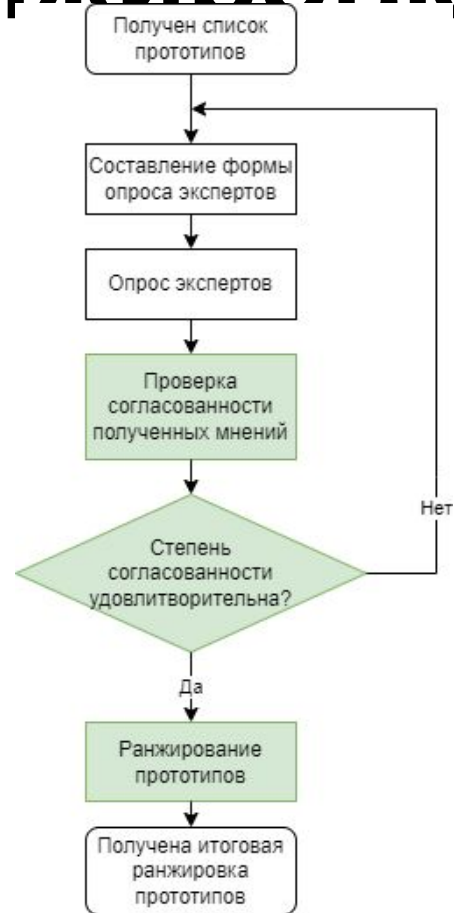 Получен список
прототипов
Составление формы
опроса экспертов
Опрос экспертов
Проверка
согласованности
полученных мнений
Нет
Степень
согласованности
удовлитворительна?
Да
Ранжирование
прототипов
Получена итоговая
ранжировка
прототипов